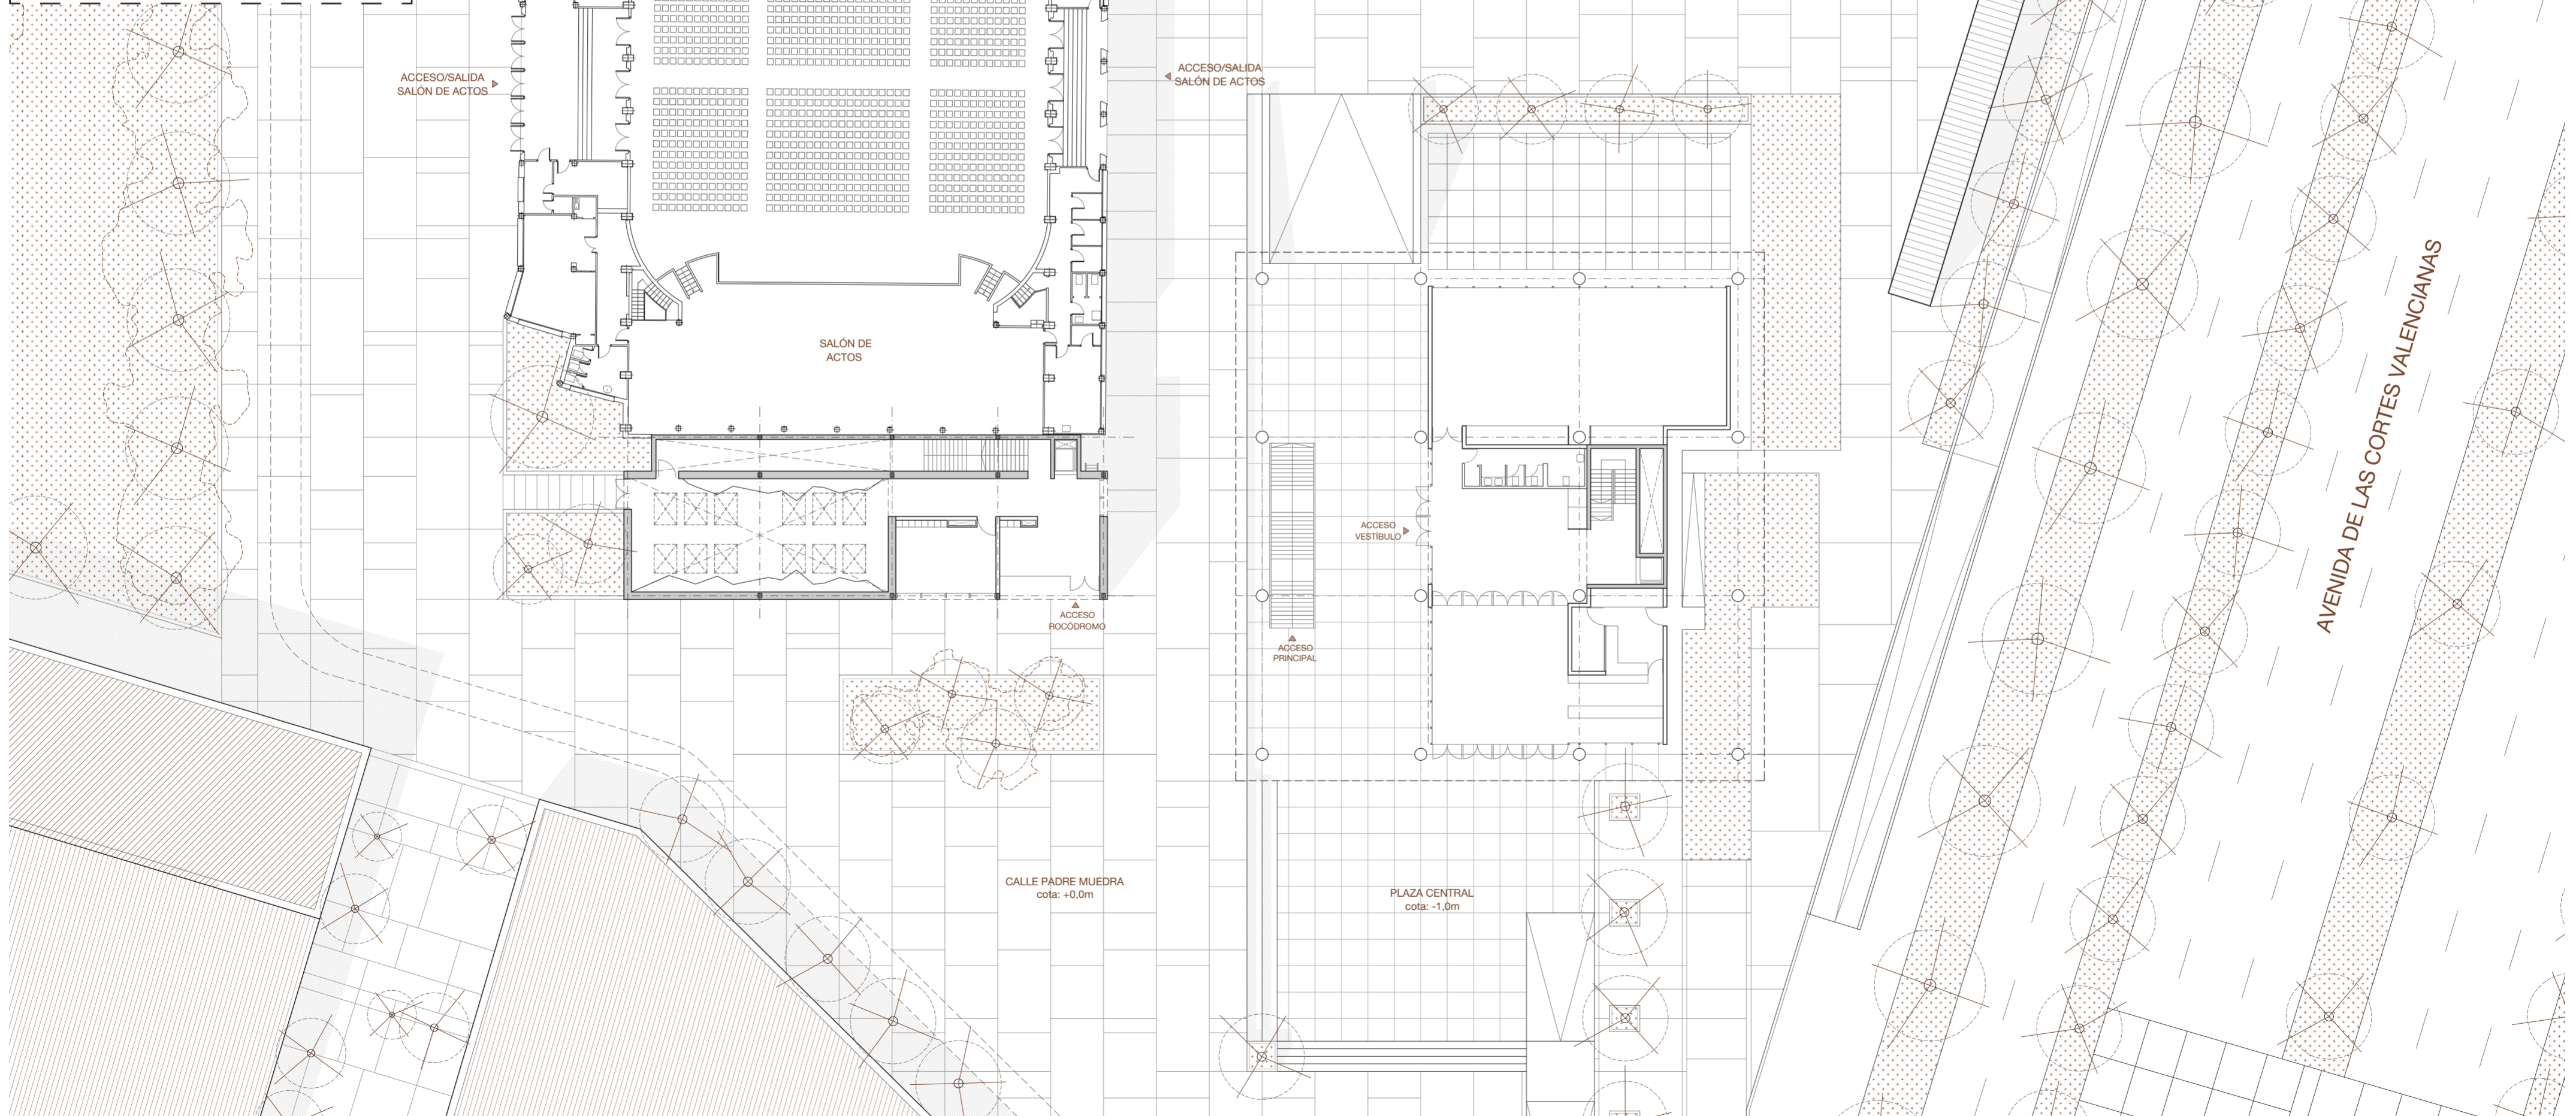 ACCESO/SALIDA
SALÓN DE ACTOS
ACCESO/SALIDA
SALÓN DE ACTOS
SALÓN DE
ACTOS
ACCESO
VESTÍBULO
ACCESO
ROCÓDROMO
ACCESO
PRINCIPAL
AVENIDA DE LAS CORTES VALENCIANAS
CALLE PADRE MUEDRA
cota: +0,0m
PLAZA CENTRAL
cota: -1,0m